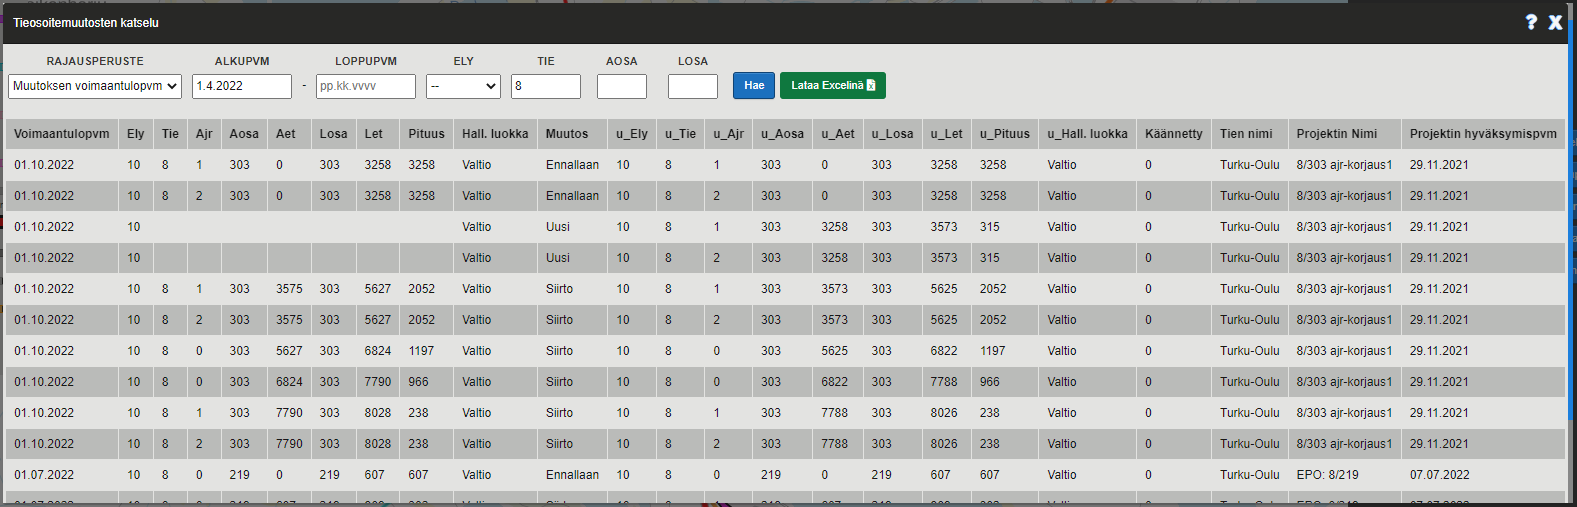 Tieosoitemuutosten katselu ? X
RAJAUSPERUSTE ALKUPVM LOPPUPVM ELY TIE AOSA LOSA
Muutoksen voimaantulopvm 1.4.2022 - pp.kk.vvvv -- 8 Hae Lataa Excelinä
Voimaantulopvm Ely Tie Ajr Aosa Aet Losa Let Pituus Hall. luokka Muutos u_Ely u_Tie u_Ajr u_Aosa u_Aet u_Losa u_Let u_Pituus u_Hall. luokka Käännetty Tien nimi Projektin Nimi Projektin hyväksymispvm
01.10.2022 10 8 1 303 0 303 3258 3258 Valtio Ennallaan 10 8 1 303 0 303 3258 3258 Valtio 0 Turku-Oulu 8/303 ajr-korjaus1 29.11.2021
01.10.2022 10 8 2 303 0 303 3258 3258 Valtio Ennallaan 10 8 2 303 0 303 3258 3258 Valtio 0 Turku-Oulu 8/303 ajr-korjaus1 29.11.2021
01.10.2022 10 Valtio Uusi 10 8 1 303 3258 303 3573 315 Valtio 0 Turku-Oulu 8/303 ajr-korjaus1 29.11.2021
01.10.2022 10 Valtio Uusi 10 8 2 303 3258 303 3573 315 Valtio 0 Turku-Oulu 8/303 ajr-korjaus1 29.11.2021
01.10.2022 10 8 1 303 3575 303 5627 2052 Valtio Siirto 10 8 1 303 3573 303 5625 2052 Valtio 0 Turku-Oulu 8/303 ajr-korjaus1 29.11.2021
01.10.2022 10 8 2 303 3575 303 5627 2052 Valtio Siirto 10 8 2 303 3573 303 5625 2052 Valtio 0 Turku-Oulu 8/303 ajr-korjaus1 29.11.2021
01.10.2022 10 8 0 303 5627 303 6824 1197 Valtio Siirto 10 8 0 303 5625 303 6822 1197 Valtio 0 Turku-Oulu 8/303 ajr-korjaus1 29.11.2021
01.10.2022 10 8 0 303 6824 303 7790 966 Valtio Siirto 10 8 0 303 6822 303 7788 966 Valtio 0 Turku-Oulu 8/303 ajr-korjaus1 29.11.2021
01.10.2022 10 8 1 303 7790 303 8028 238 Valtio Siirto 10 8 1 303 7788 303 8026 238 Valtio 0 Turku-Oulu 8/303 ajr-korjaus1 29.11.2021
01.10.2022 10 8 2 303 7790 303 8028 238 Valtio Siirto 10 8 2 303 7788 303 8026 238 Valtio 0 Turku-Oulu 8/303 ajr-korjaus1 29.11.2021
01.07.2022 10 8 0 219 0 219 607 607 Valtio Ennallaan 10 8 0 219 0 219 607 607 Valtio 0 Turku-Oulu EPO: 8/219 07.07.2022